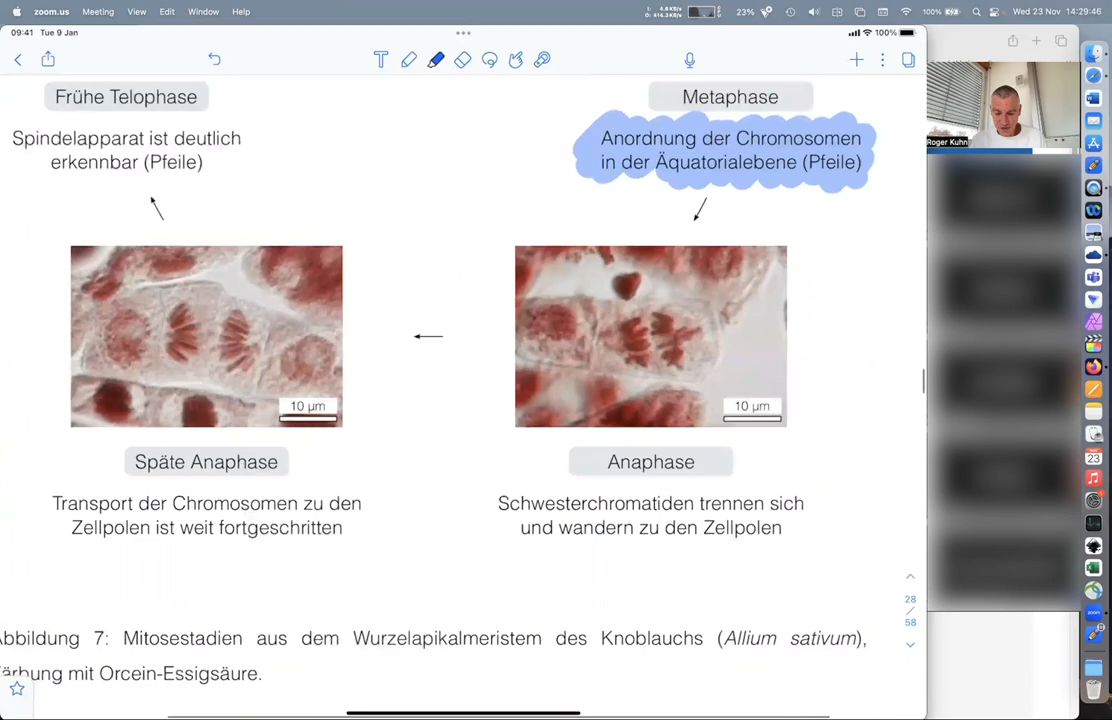 zoom.us Meeting View Edit Window Help
23%
100%
Wed 23 Nov 14:29:46
09:41 Tue 9 Jan
100%
Frühe Telophase
Spindelapparat ist deutlich
erkennbar (Pfeile)
Metaphase
Anordnung der Chromosomen
in der Äquatorialebene (Pfeile)
10 µm
10 µm
Späte Anaphase
Transport der Chromosomen zu den
Zellpolen ist weit fortgeschritten
Anaphase
Schwesterchromatiden trennen sich
und wandern zu den Zellpolen
28
/
58
bbildung 7: Mitosestadien aus dem Wurzelapikalmeristem des Knoblauchs (Allium sativum),
ärbung mit Orcein-Essigsäure.
Roger Kuhn
23
zoom